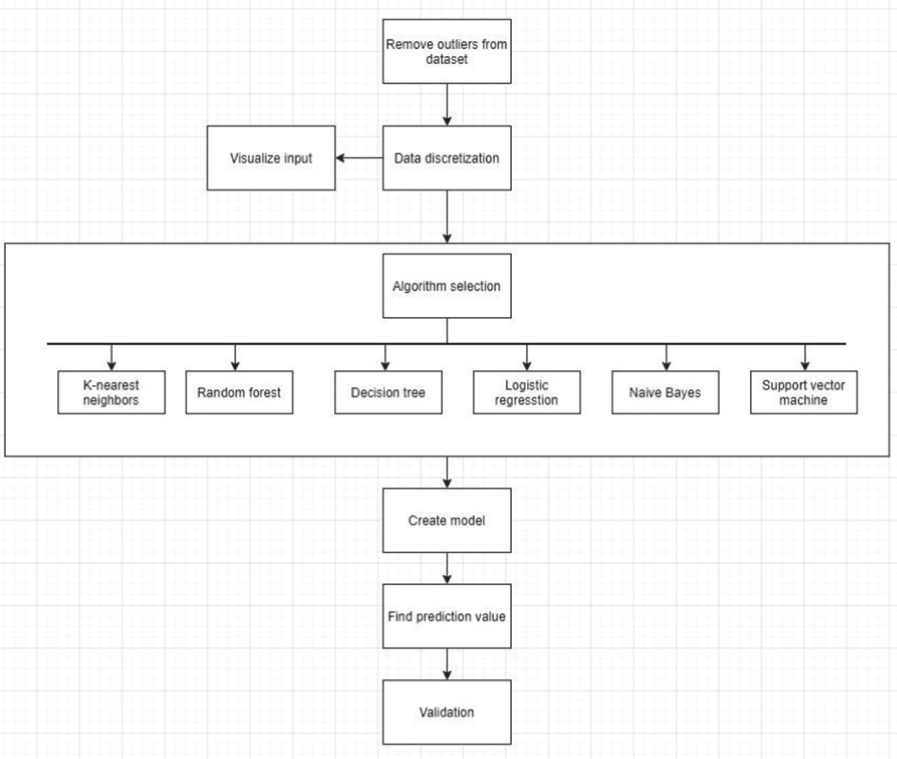 Remove outliers from
dataset
Visualize input
Data discretization
Algorithm selection
K-nearest
neighbors
Random forest
Decision tree
Logistic
regresstion
Naive Bayes
Support vector
machine
Create model
Find prediction value
Validation